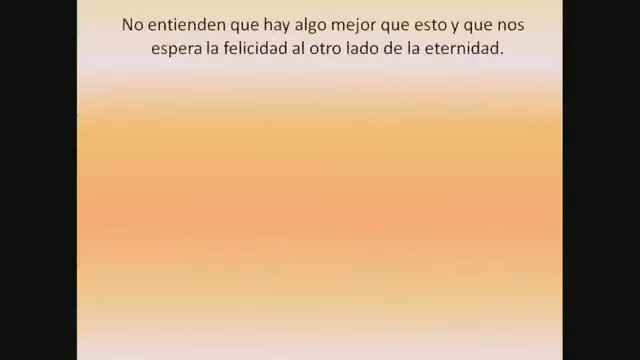 No entienden que hay algo mejor que esto y que nos
espera la felicidad al otro lado de la eternidad.